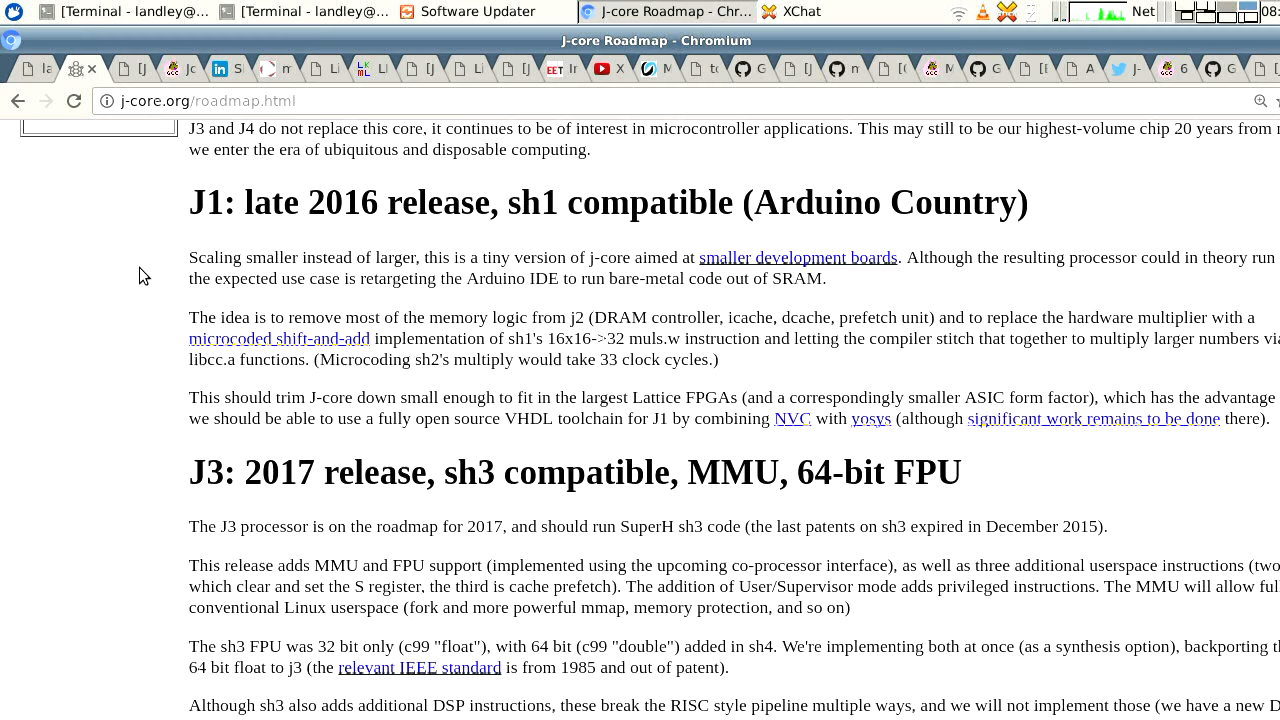 [Terminal - landley/@... [Terminal - landley/@... Software Updater J-core Roadmap - Chr... XChat Net 08:
J-core Roadmap - Chromium
j-core.org/roadmap.html
J3 and J4 do not replace this core, it continues to be of interest in microcontroller applications. This may still to be our highest-volume chip 20 years from
we enter the era of ubiquitous and disposable computing.
J1: late 2016 release, sh1 compatible (Arduino Country)
Scaling smaller instead of larger, this is a tiny version of j-core aimed at smaller development boards. Although the resulting processor could in theory run
the expected use case is retargeting the Arduino IDE to run bare-metal code out of SRAM.
The idea is to remove most of the memory logic from j2 (DRAM controller, icache, dcache, prefetch unit) and to replace the hardware multiplier with a
microcoded shift-and-add implementation of sh1's 16x16->32 muls.w instruction and letting the compiler stitch that together to multiply larger numbers via
libcc.a functions. (Microcoding sh2's multiply would take 33 clock cycles.)
This should trim J-core down small enough to fit in the largest Lattice FPGAs (and a correspondingly smaller ASIC form factor), which has the advantage
we should be able to use a fully open source VHDL toolchain for J1 by combining NVC with yosys (although significant work remains to be done there).
J3: 2017 release, sh3 compatible, MMU, 64-bit FPU
The J3 processor is on the roadmap for 2017, and should run SuperH sh3 code (the last patents on sh3 expired in December 2015).
This release adds MMU and FPU support (implemented using the upcoming co-processor interface), as well as three additional userspace instructions (two
which clear and set the S register, the third is cache prefetch). The addition of User/Supervisor mode adds privileged instructions. The MMU will allow full
conventional Linux userspace (fork and more powerful mmap, memory protection, and so on)
The sh3 FPU was 32 bit only (c99 "float"), with 64 bit (c99 "double") added in sh4. We're implementing both at once (as a synthesis option), backporting
64 bit float to j3 (the relevant IEEE standard is from 1985 and out of patent).
Although sh3 also adds additional DSP instructions, these break the RISC style pipeline multiple ways, and we will not implement those (we have a new